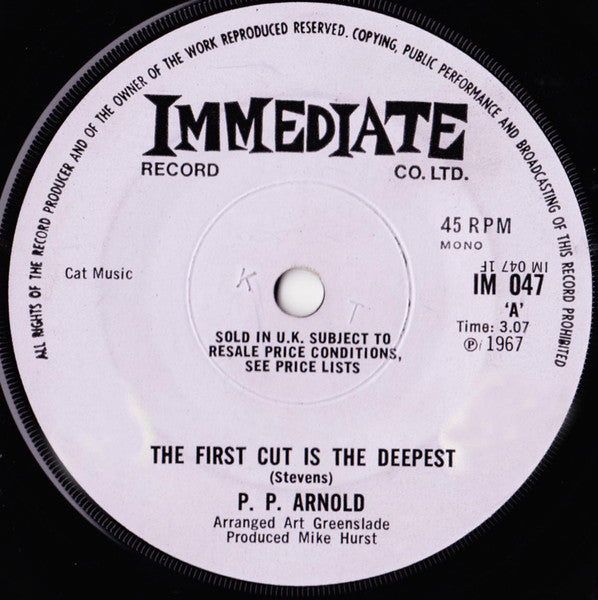 ALL RIGHTS OF THE RECORD PRODUCER AND OF THE OWNER OF THE WORK REPRODUCED RESERVED. COPYING, PUBLIC PERFORMANCE AND BROADCASTING OF THIS RECORD PROHIBITED
IMMEDIATE
RECORD CO. LTD.
45 RPM
MONO
Cat Music
IM 047 1F
IM 047
'A'
Time: 3.07
Ⓟ 1967
K T
SOLD IN U.K. SUBJECT TO
RESALE PRICE CONDITIONS,
SEE PRICE LISTS
THE FIRST CUT IS THE DEEPEST
(Stevens)
P. P. ARNOLD
Arranged Art Greenslade
Produced Mike Hurst